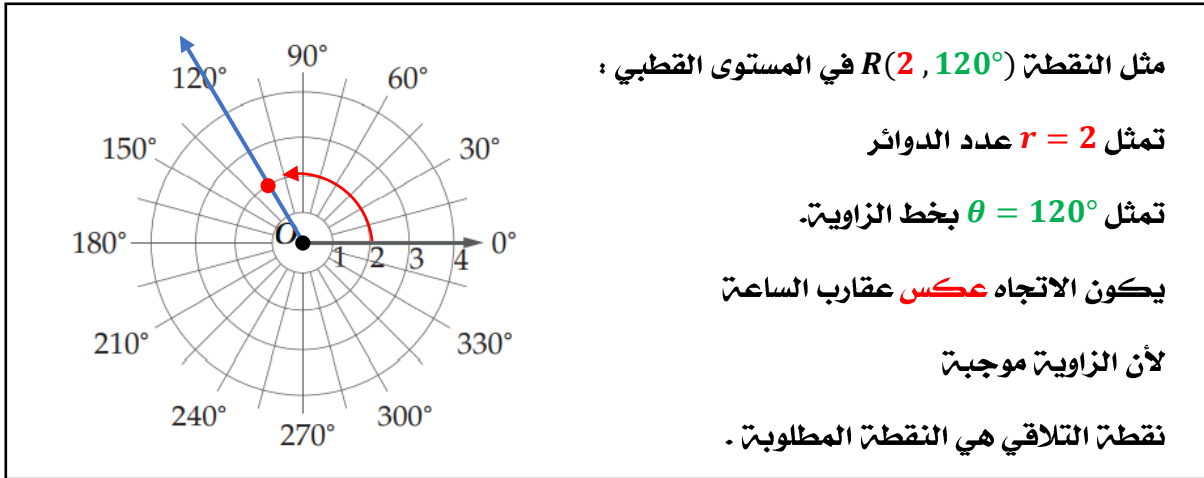 مثل النقطة R(2 , 120°) في المستوى القطبي :
تمثل r = 2 عدد الدوائر
تمثل θ = 120° بخط الزاوية.
يكون الاتجاه عكس عقارب الساعة
لأن الزاوية موجبة
نقطة التلاقي هي النقطة المطلوبة .
90°
120°
60°
150°
30°
180°
O
1 2 3 4
0°
210°
330°
240°
300°
270°